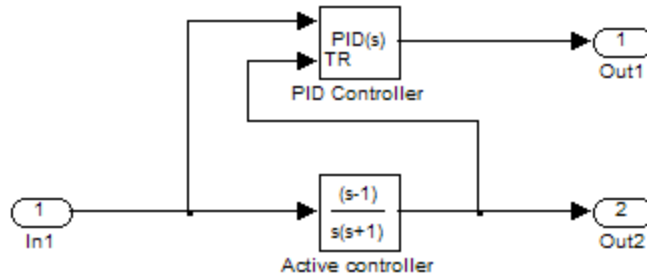 PID(s)
TR
PID Controller
1
Out1
1
In1
(s-1)
s(s+1)
Active controller
2
Out2